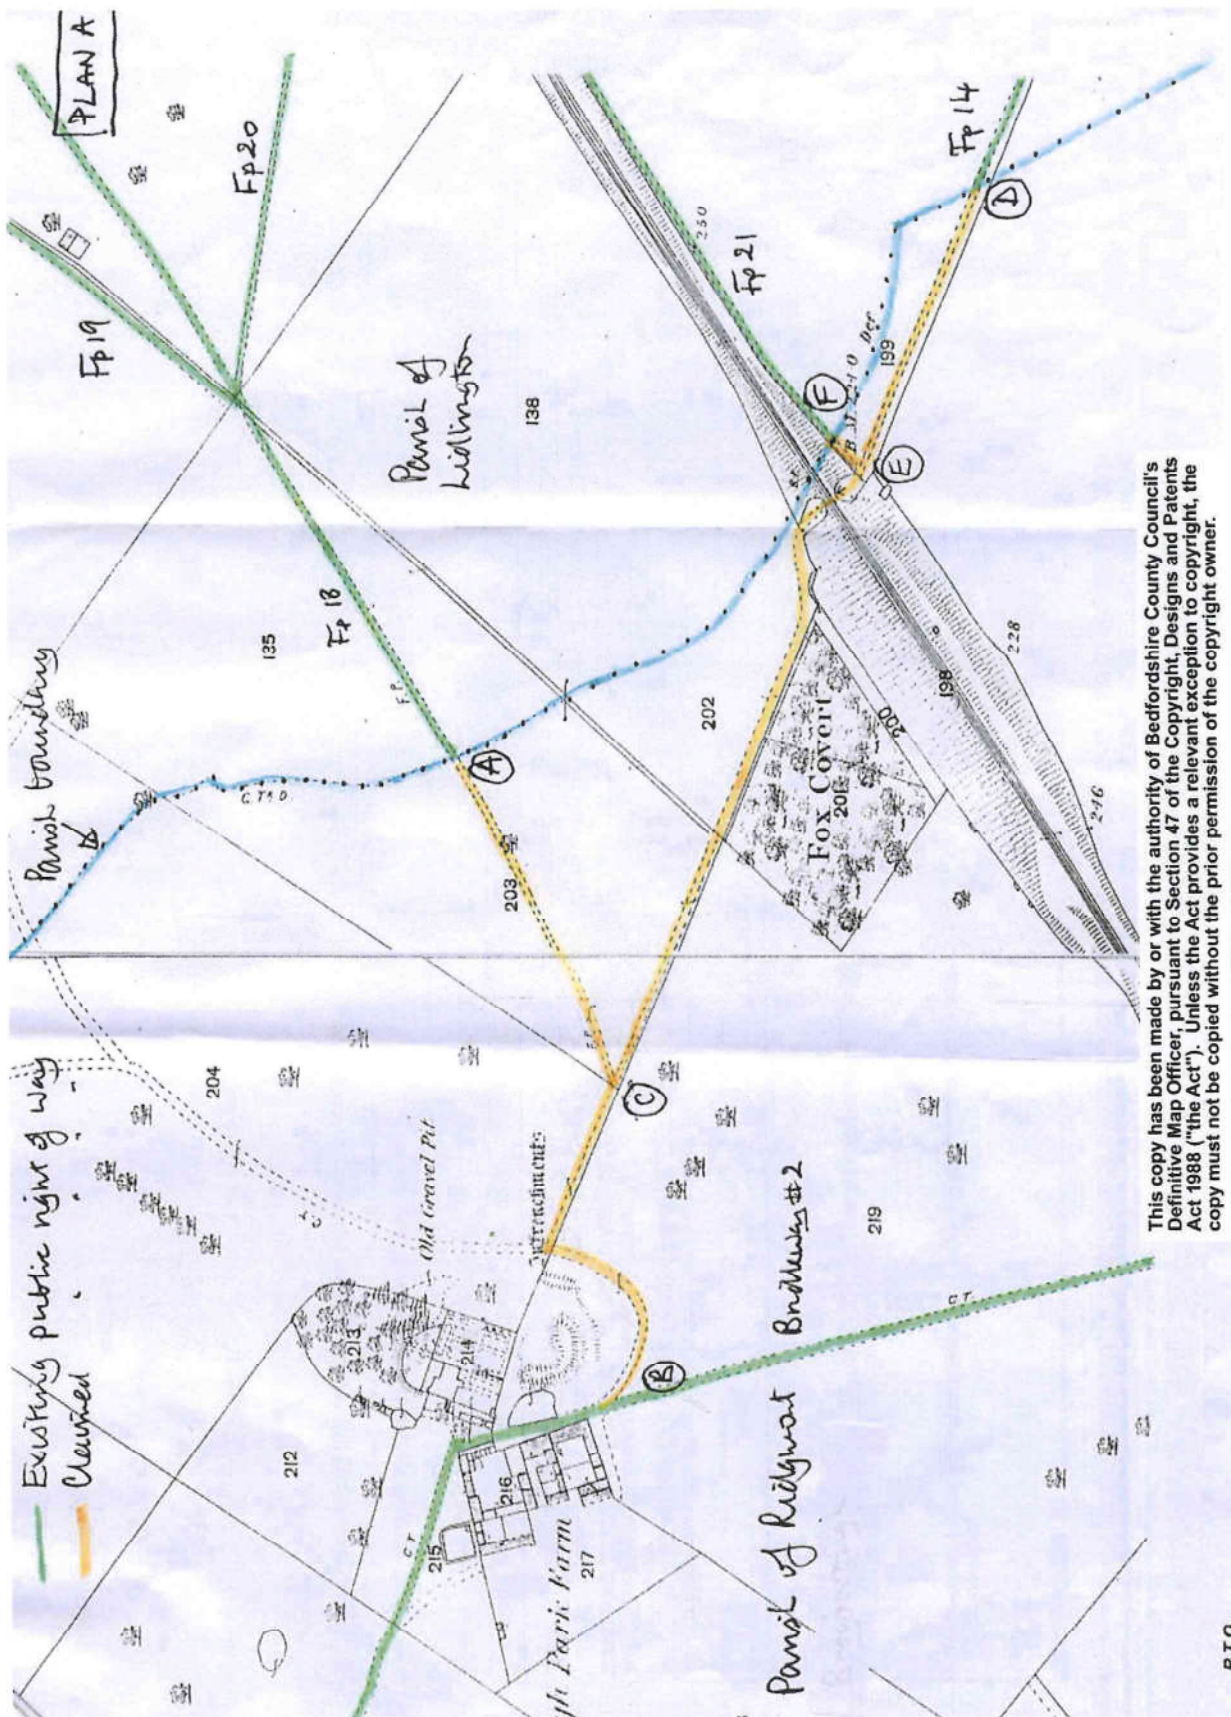 PLAN A
Existing public right of way
Claimed " " "
Parish boundary
Fp 19
Fp 20
Fp 18
F.P.
135
C.T & D
Parish of
Lidlington
138
Fp 21
250
Fp 14
A
B
C
D
E
F
199
202
203
204
F.P.
C.T.
Old Gravel Pit
Intrenchments
212
213
214
215
216
217
C.T.
gh Park Farm
Fox Covert
201
200
198
228
246
219
Bridleway #2
C.T.
Parish of Ridgmont
P.T.O
This copy has been made by or with the authority of Bedfordshire County Council's
Definitive Map Officer, pursuant to Section 47 of the Copyright, Designs and Patents
Act 1988 ("the Act"). Unless the Act provides a relevant exception to copyright, the
copy must not be copied without the prior permission of the copyright owner.